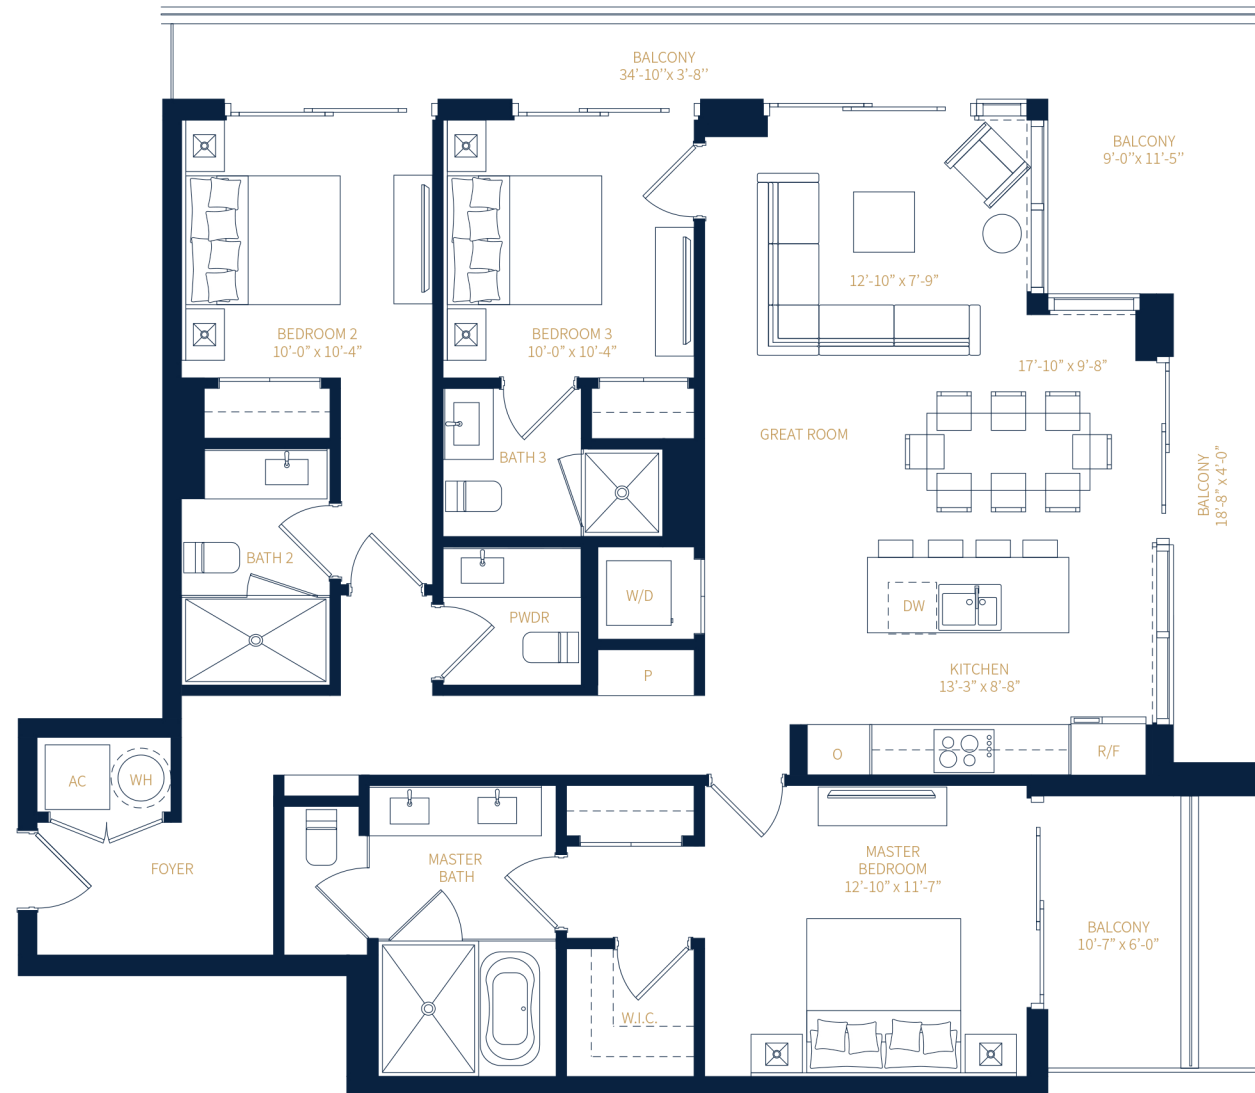 BALCONY
34’-10’’x 3’-8’’
BALCONY
9’-0’’x 11’-5’’
12’-10” x 7’-9”
BEDROOM 2
10’-0” x 10’-4”
BEDROOM 3
10’-0” x 10’-4”
17’-10” x 9’-8”
GREAT ROOM
BATH 3
BALCONY
18’-8” x 4’-0”
BATH 2
W/D
DW
PWDR
P
KITCHEN
13’-3” x 8’-8”
AC
WH
O
R/F
FOYER
MASTER
BATH
MASTER
BEDROOM
12’-10” x 11’-7”
BALCONY
10’-7” x 6’-0”
W.I.C.